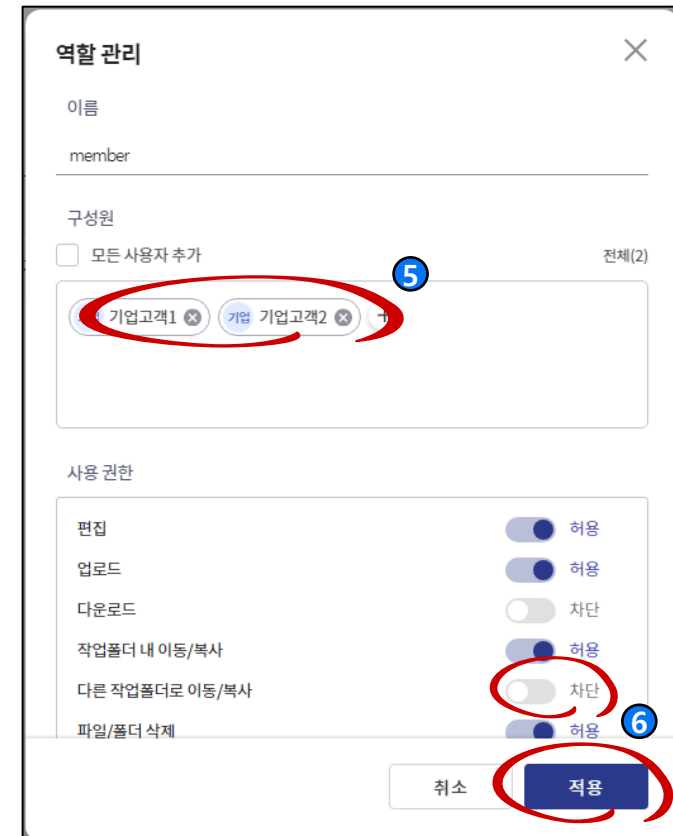 역할 관리
이름
member
구성원
모든 사용자 추가
전체(2)
5
기업고객1 기업 기업고객2 +
사용 권한
편집 허용
업로드 허용
다운로드 차단
작업폴더 내 이동/복사 허용
다른 작업폴더로 이동/복사 차단
파일/폴더 삭제 허용
6
취소 적용